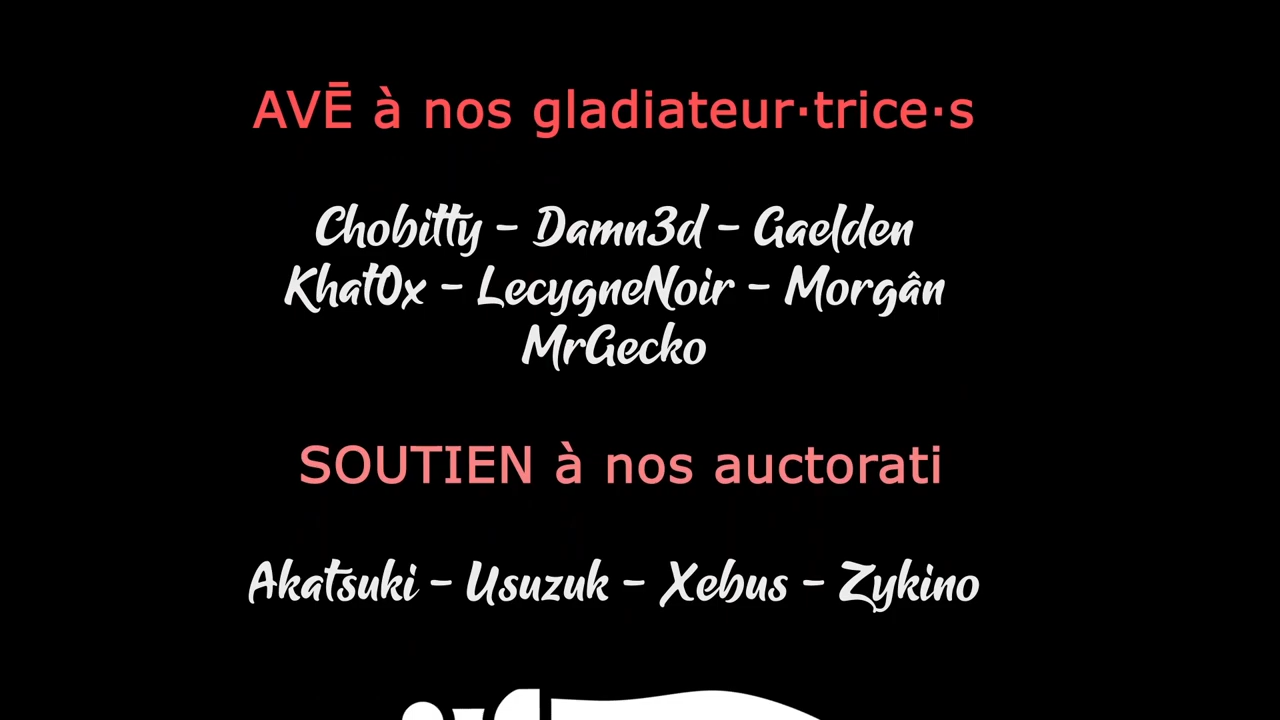 AVĒ à nos gladiateur·trice·s
Chobitty - Damn3d - Gaelden
Khat0x - LecygneNoir - Morgân
MrGecko
SOUTIEN à nos auctorati
Akatsuki - Usuzuk - Xebus - Zykino